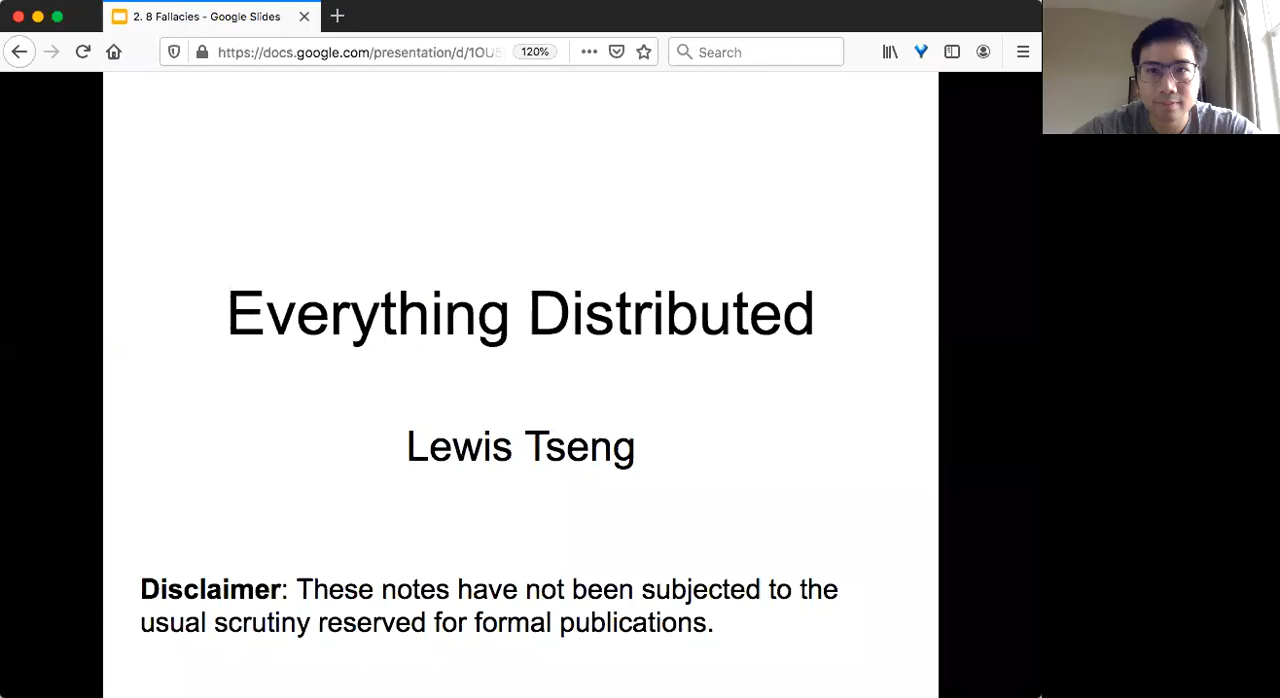 2. 8 Fallacies - Google Slides
https://docs.google.com/presentation/d/1OU5
120%
Search
Everything Distributed
Lewis Tseng
Disclaimer: These notes have not been subjected to the
usual scrutiny reserved for formal publications.